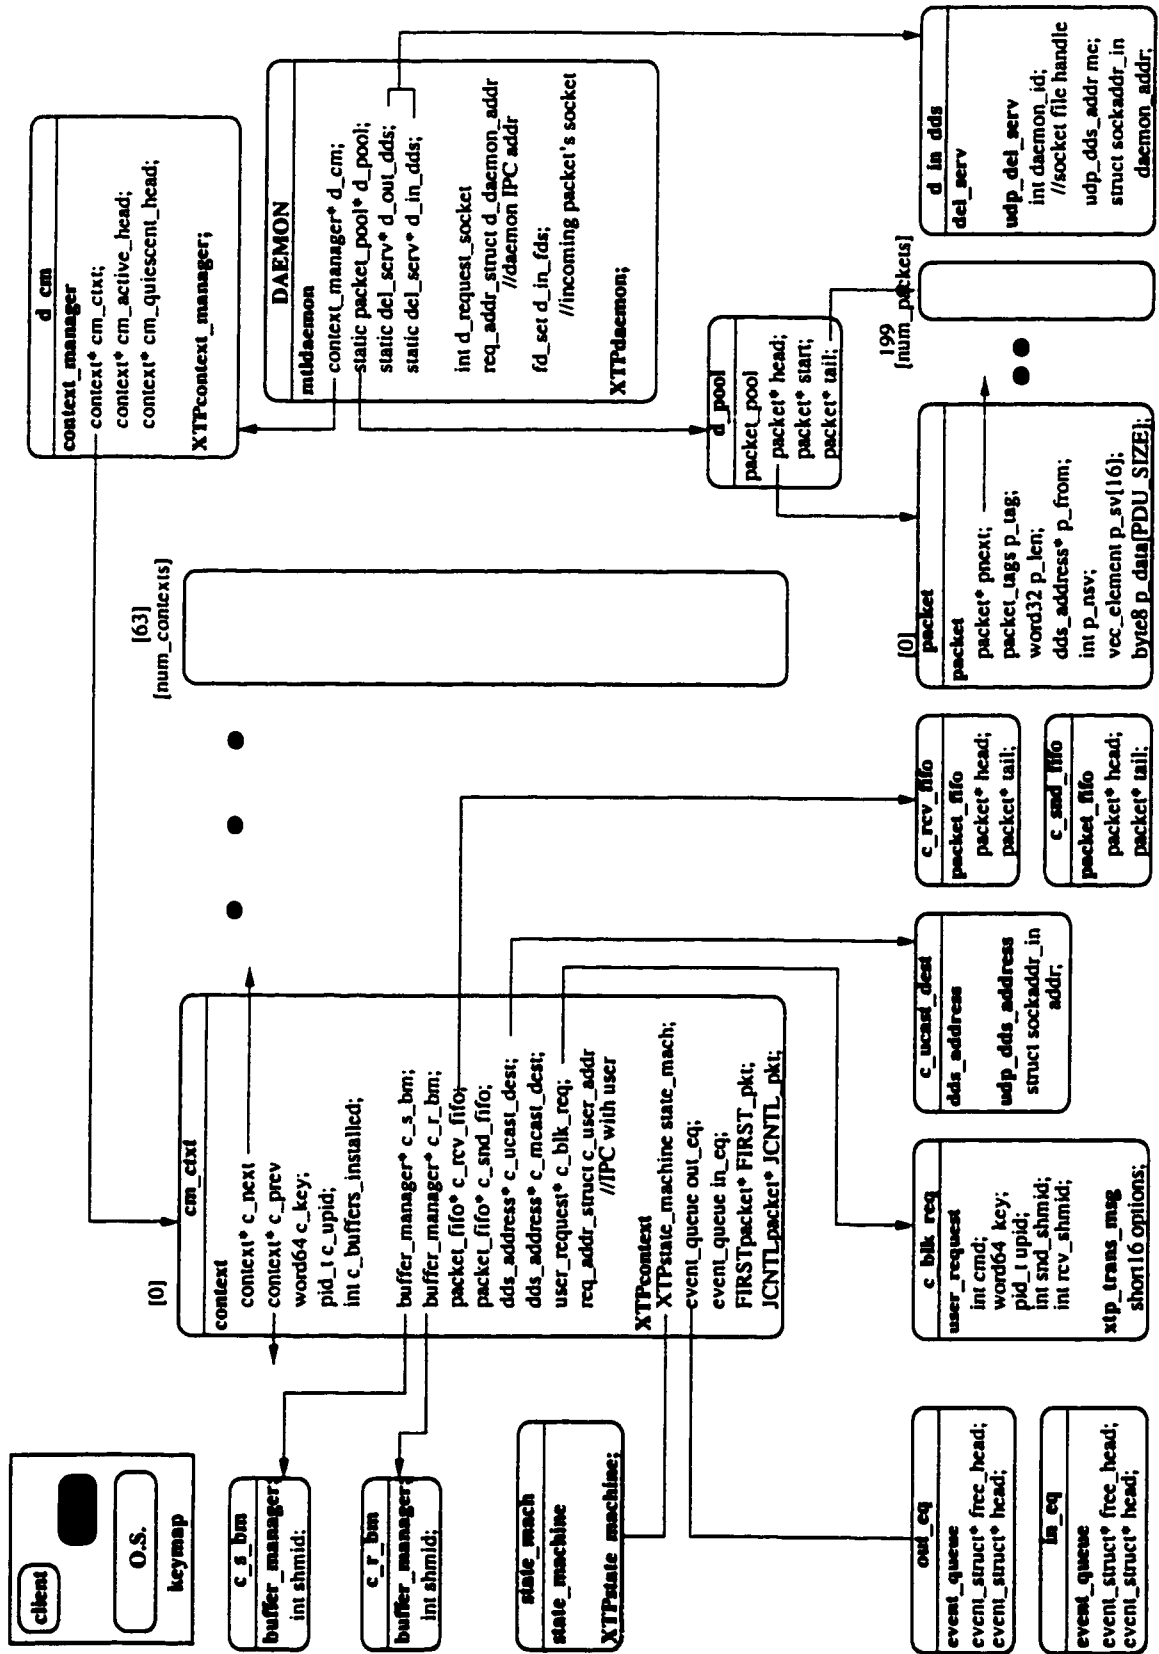 client
O.S.
keymap
d_cm
context_manager
context* cm_ctxt;
context* cm_active_head;
context* cm_quiescent_head;
XTPcontext_manager;
DAEMON
mtldaemon
context_manager* d_cm;
static packet_pool* d_pool;
static del_serv* d_out_dds;
static del_serv* d_in_dds;
int d_request_socket
req_addr_struct d_daemon_addr
//daemon IPC addr
fd_set d_in_fds;
//incoming packet's socket
XTPdaemon;
c_s_bm
buffer_manager;
int shmid;
c_r_bm
buffer_manager;
int shmid;
state_mach
state_machine
XTPstate_machine;
[0]
cm_ctxt
context
context* c_next
context* c_prev
word64 c_key;
pid_t c_upid;
int c_buffers_installed;
buffer_manager* c_s_bm;
buffer_manager* c_r_bm;
packet_fifo* c_rcv_fifo;
packet_fifo* c_snd_fifo;
dds_address* c_ucast_dest;
dds_address* c_mcast_dest;
user_request* c_blk_req;
req_addr_struct c_user_addr
//IPC with user
XTPcontext
XTPstate_machine state_mach;
event_queue out_eq;
event_queue in_eq;
FIRSTpacket* FIRST_pkt;
JCNTLpacket* JCNTL_pkt;
[63]
[num_contexts]
d_pool
packet_pool
packet* head;
packet* start;
packet* tail;
out_eq
event_queue
event_struct* free_head;
event_struct* head;
in_eq
event_queue
event_struct* free_head;
event_struct* head;
c_blk_req
user_request
int cmd;
word64 key;
pid_t upid;
int snd_shmid;
int rcv_shmid;
xtp_trans_msg
short16 options;
c_ucast_dest
dds_address
udp_dds_address
struct sockaddr_in
addr;
c_rcv_fifo
packet_fifo
packet* head;
packet* tail;
c_snd_fifo
packet_fifo
packet* head;
packet* tail;
[0]
packet
packet
packet* pnext;
packet_tags p_tag;
word32 p_len;
dds_address* p_from;
int p_nsv;
vec_element p_sv[16];
byte8 p_data[PDU_SIZE];
199
[num_packets]
d_in_dds
del_serv
udp_del_serv
int daemon_id;
//socket file handle
udp_dds_addr me;
struct sockaddr_in
daemon_addr;